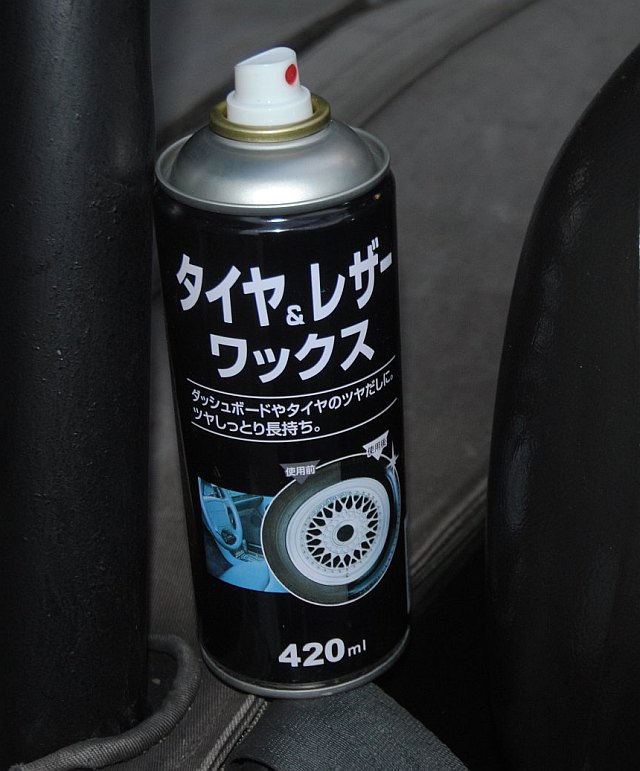 タイヤ&レザー
ワックス
ダッシュボードやタイヤのツヤだしに。
ツヤしっとり長持ち。
使用前
使用後
420ml